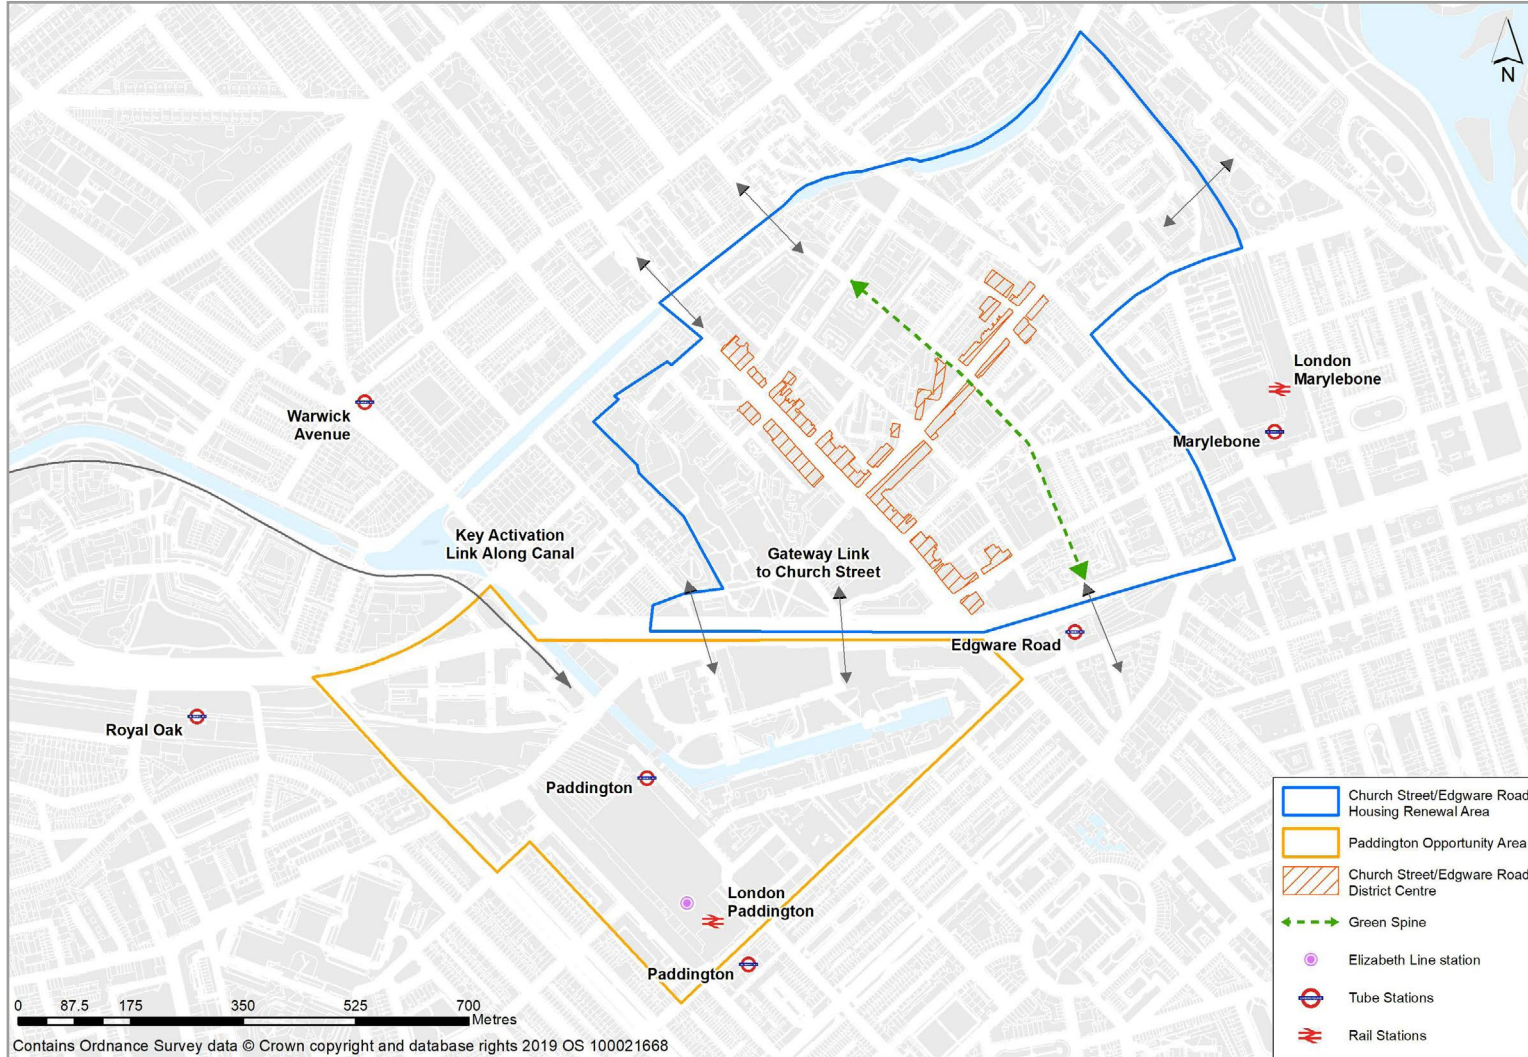 N
London
Marylebone
Marylebone
Warwick
Avenue
Key Activation
Link Along Canal
Gateway Link
to Church Street
Edgware Road
Royal Oak
Paddington
London
Paddington
Paddington
Church Street/Edgware Road
Housing Renewal Area
Paddington Opportunity Area
Church Street/Edgware Road
District Centre
Green Spine
Elizabeth Line station
Tube Stations
Rail Stations
0 87.5 175 350 525 700
Metres
Contains Ordnance Survey data © Crown copyright and database rights 2019 OS 100021668